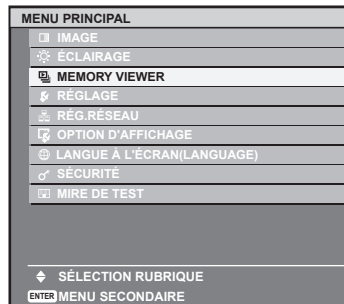 MENU PRINCIPAL
IMAGE
ÉCLAIRAGE
MEMORY VIEWER
RÉGLAGE
RÉG.RÉSEAU
OPTION D'AFFICHAGE
LANGUE À L'ÉCRAN(LANGUAGE)
SÉCURITÉ
MIRE DE TEST
SÉLECTION RUBRIQUE
ENTER MENU SECONDAIRE